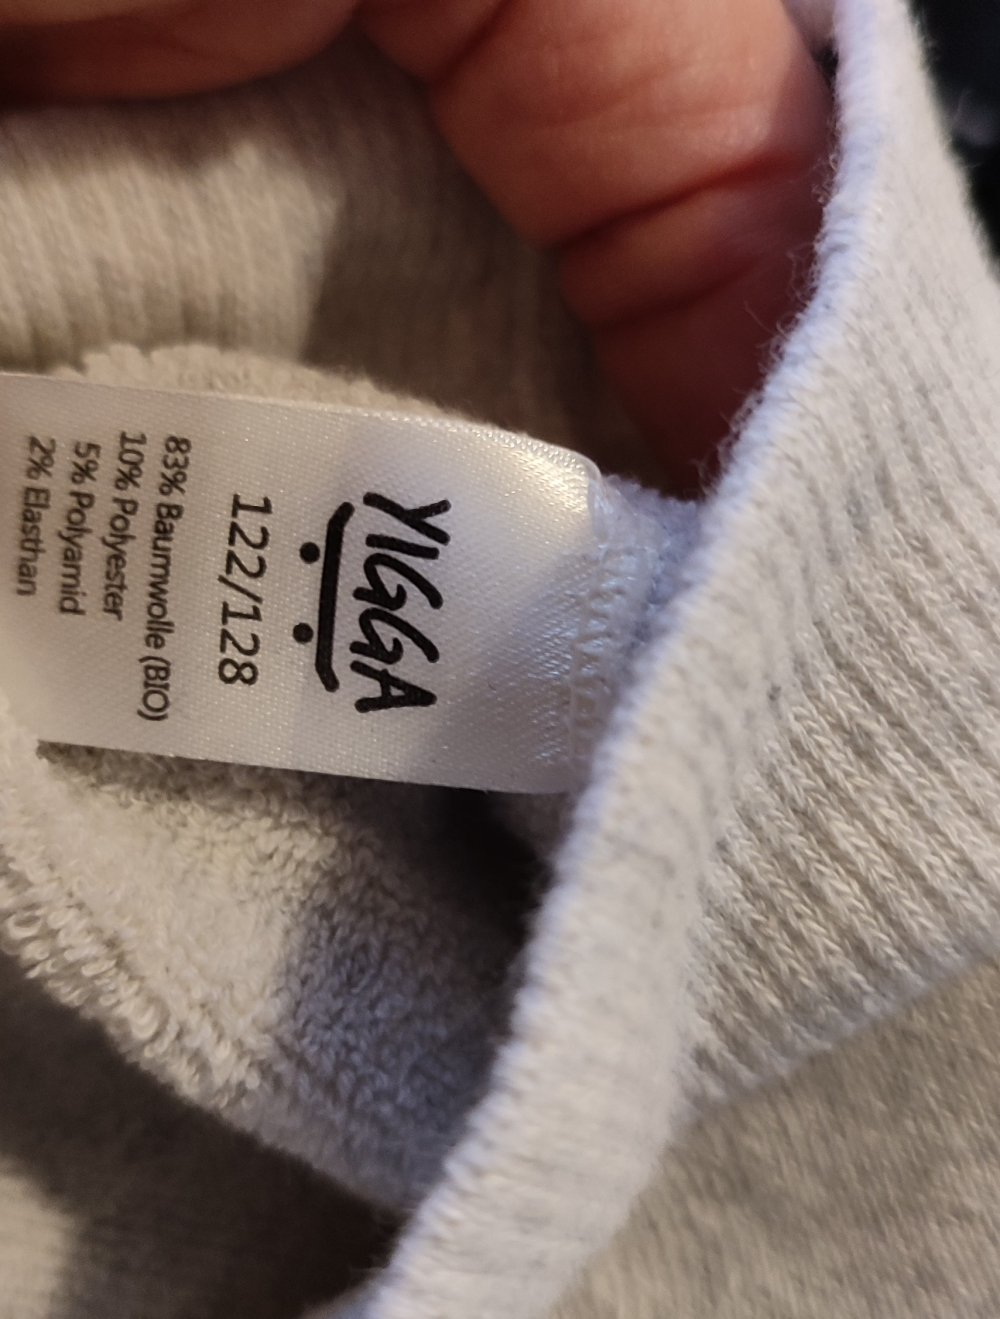 YIGGA
122/128
83% Baumwolle (BIO)
10% Polyester
5% Polyamid
2% Elasthan